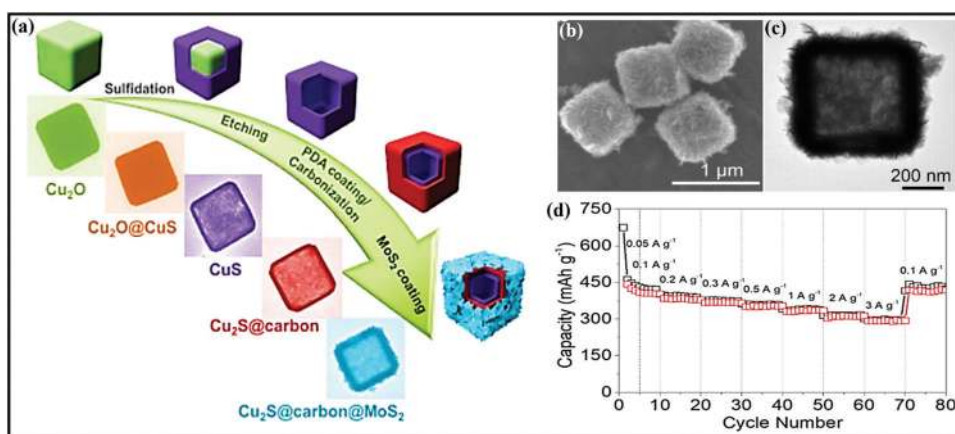 (a)
Sulfidation
Etching
PDA coating/
Carbonization
MoS₂ coating
Cu₂O
Cu₂O@CuS
CuS
Cu₂S@carbon
Cu₂S@carbon@MoS₂
(b)
1 μm
(c)
200 nm
(d)
Capacity (mAh g⁻¹)
750
600
450
300
150
0
0.05 A g⁻¹
0.1 A g⁻¹
0.2 A g⁻¹
0.3 A g⁻¹
0.5 A g⁻¹
1 A g⁻¹
2 A g⁻¹
3 A g⁻¹
0.1 A g⁻¹
0 10 20 30 40 50 60 70 80
Cycle Number